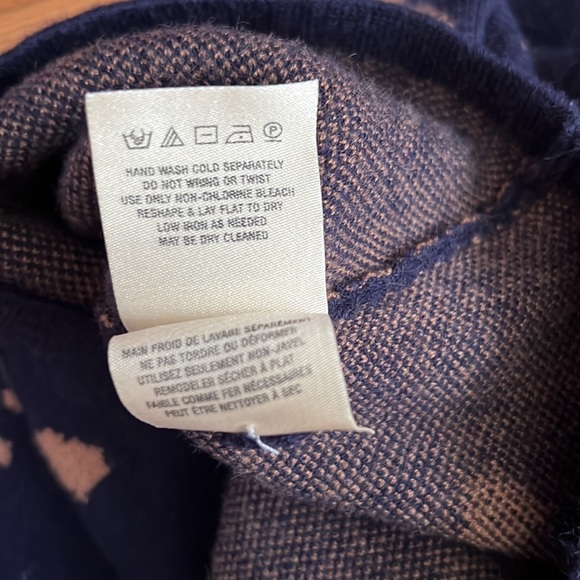 HAND WASH COLD SEPARATELY
DO NOT WRING OR TWIST
USE ONLY NON-CHLORINE BLEACH
RESHAPE & LAY FLAT TO DRY
LOW IRON AS NEEDED
MAY BE DRY CLEANED
MAIN FROID DE LAVAGE SÉPARÉMENT
NE PAS TORDRE OU DÉFORMER
UTILISEZ SEULEMENT NON-JAVEL
REMODELER SÉCHER À PLAT
FAIBLE COMME FER NÉCESSAIRES
PEUT ÊTRE NETTOYER À SEC